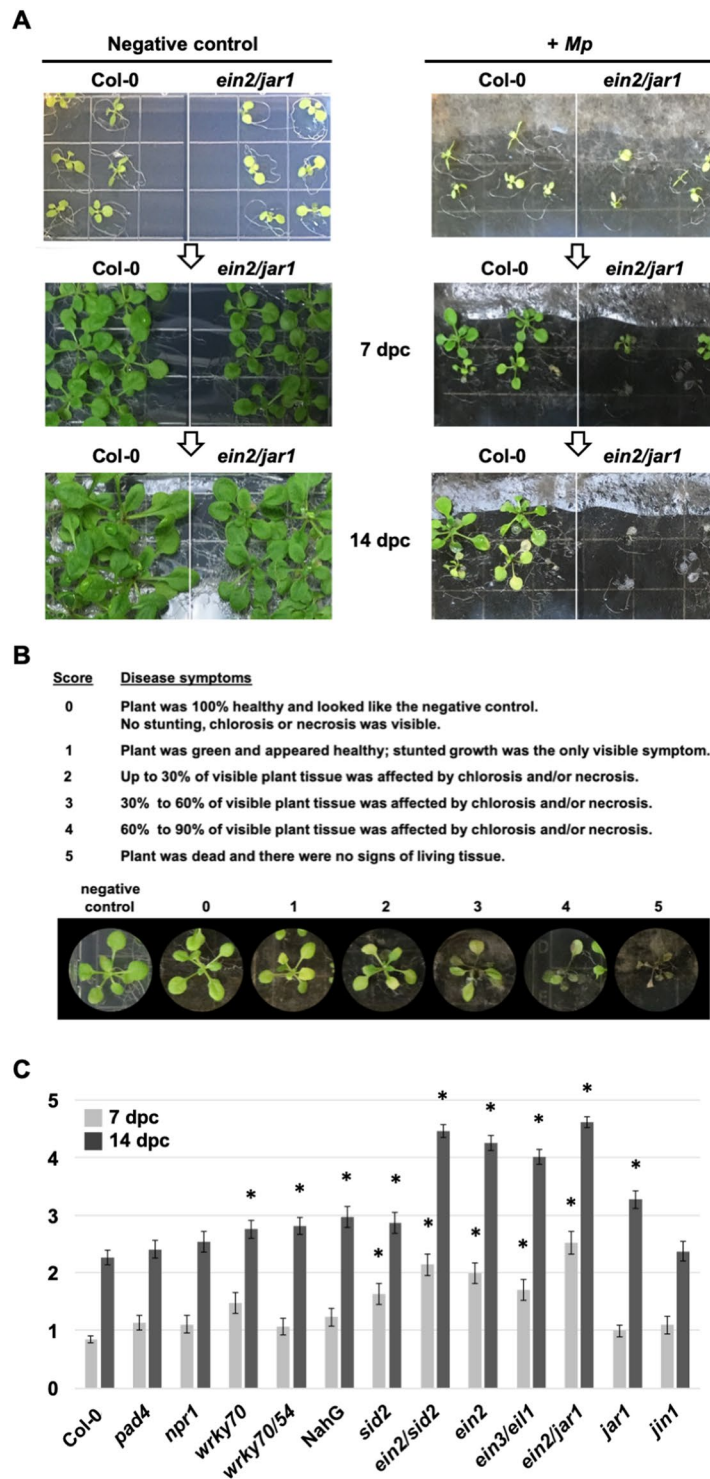 A
Negative control
+ Mp
Col-0 ein2/jar1
Col-0 ein2/jar1
Col-0 ein2/jar1
7 dpc
Col-0 ein2/jar1
Col-0 ein2/jar1
14 dpc
Col-0 ein2/jar1
B
Score Disease symptoms
0 Plant was 100% healthy and looked like the negative control.
No stunting, chlorosis or necrosis was visible.
1 Plant was green and appeared healthy; stunted growth was the only visible symptom.
2 Up to 30% of visible plant tissue was affected by chlorosis and/or necrosis.
3 30% to 60% of visible plant tissue was affected by chlorosis and/or necrosis.
4 60% to 90% of visible plant tissue was affected by chlorosis and/or necrosis.
5 Plant was dead and there were no signs of living tissue.
negative
control 0 1 2 3 4 5
C
5
4
3
2
1
0
7 dpc
14 dpc
* * * * * * * * * * * * *
Col-0 pad4 npr1 wrky70 wrky70/54 NahG sid2 ein2/sid2 ein2 ein3/eil1 ein2/jar1 jar1 jin1